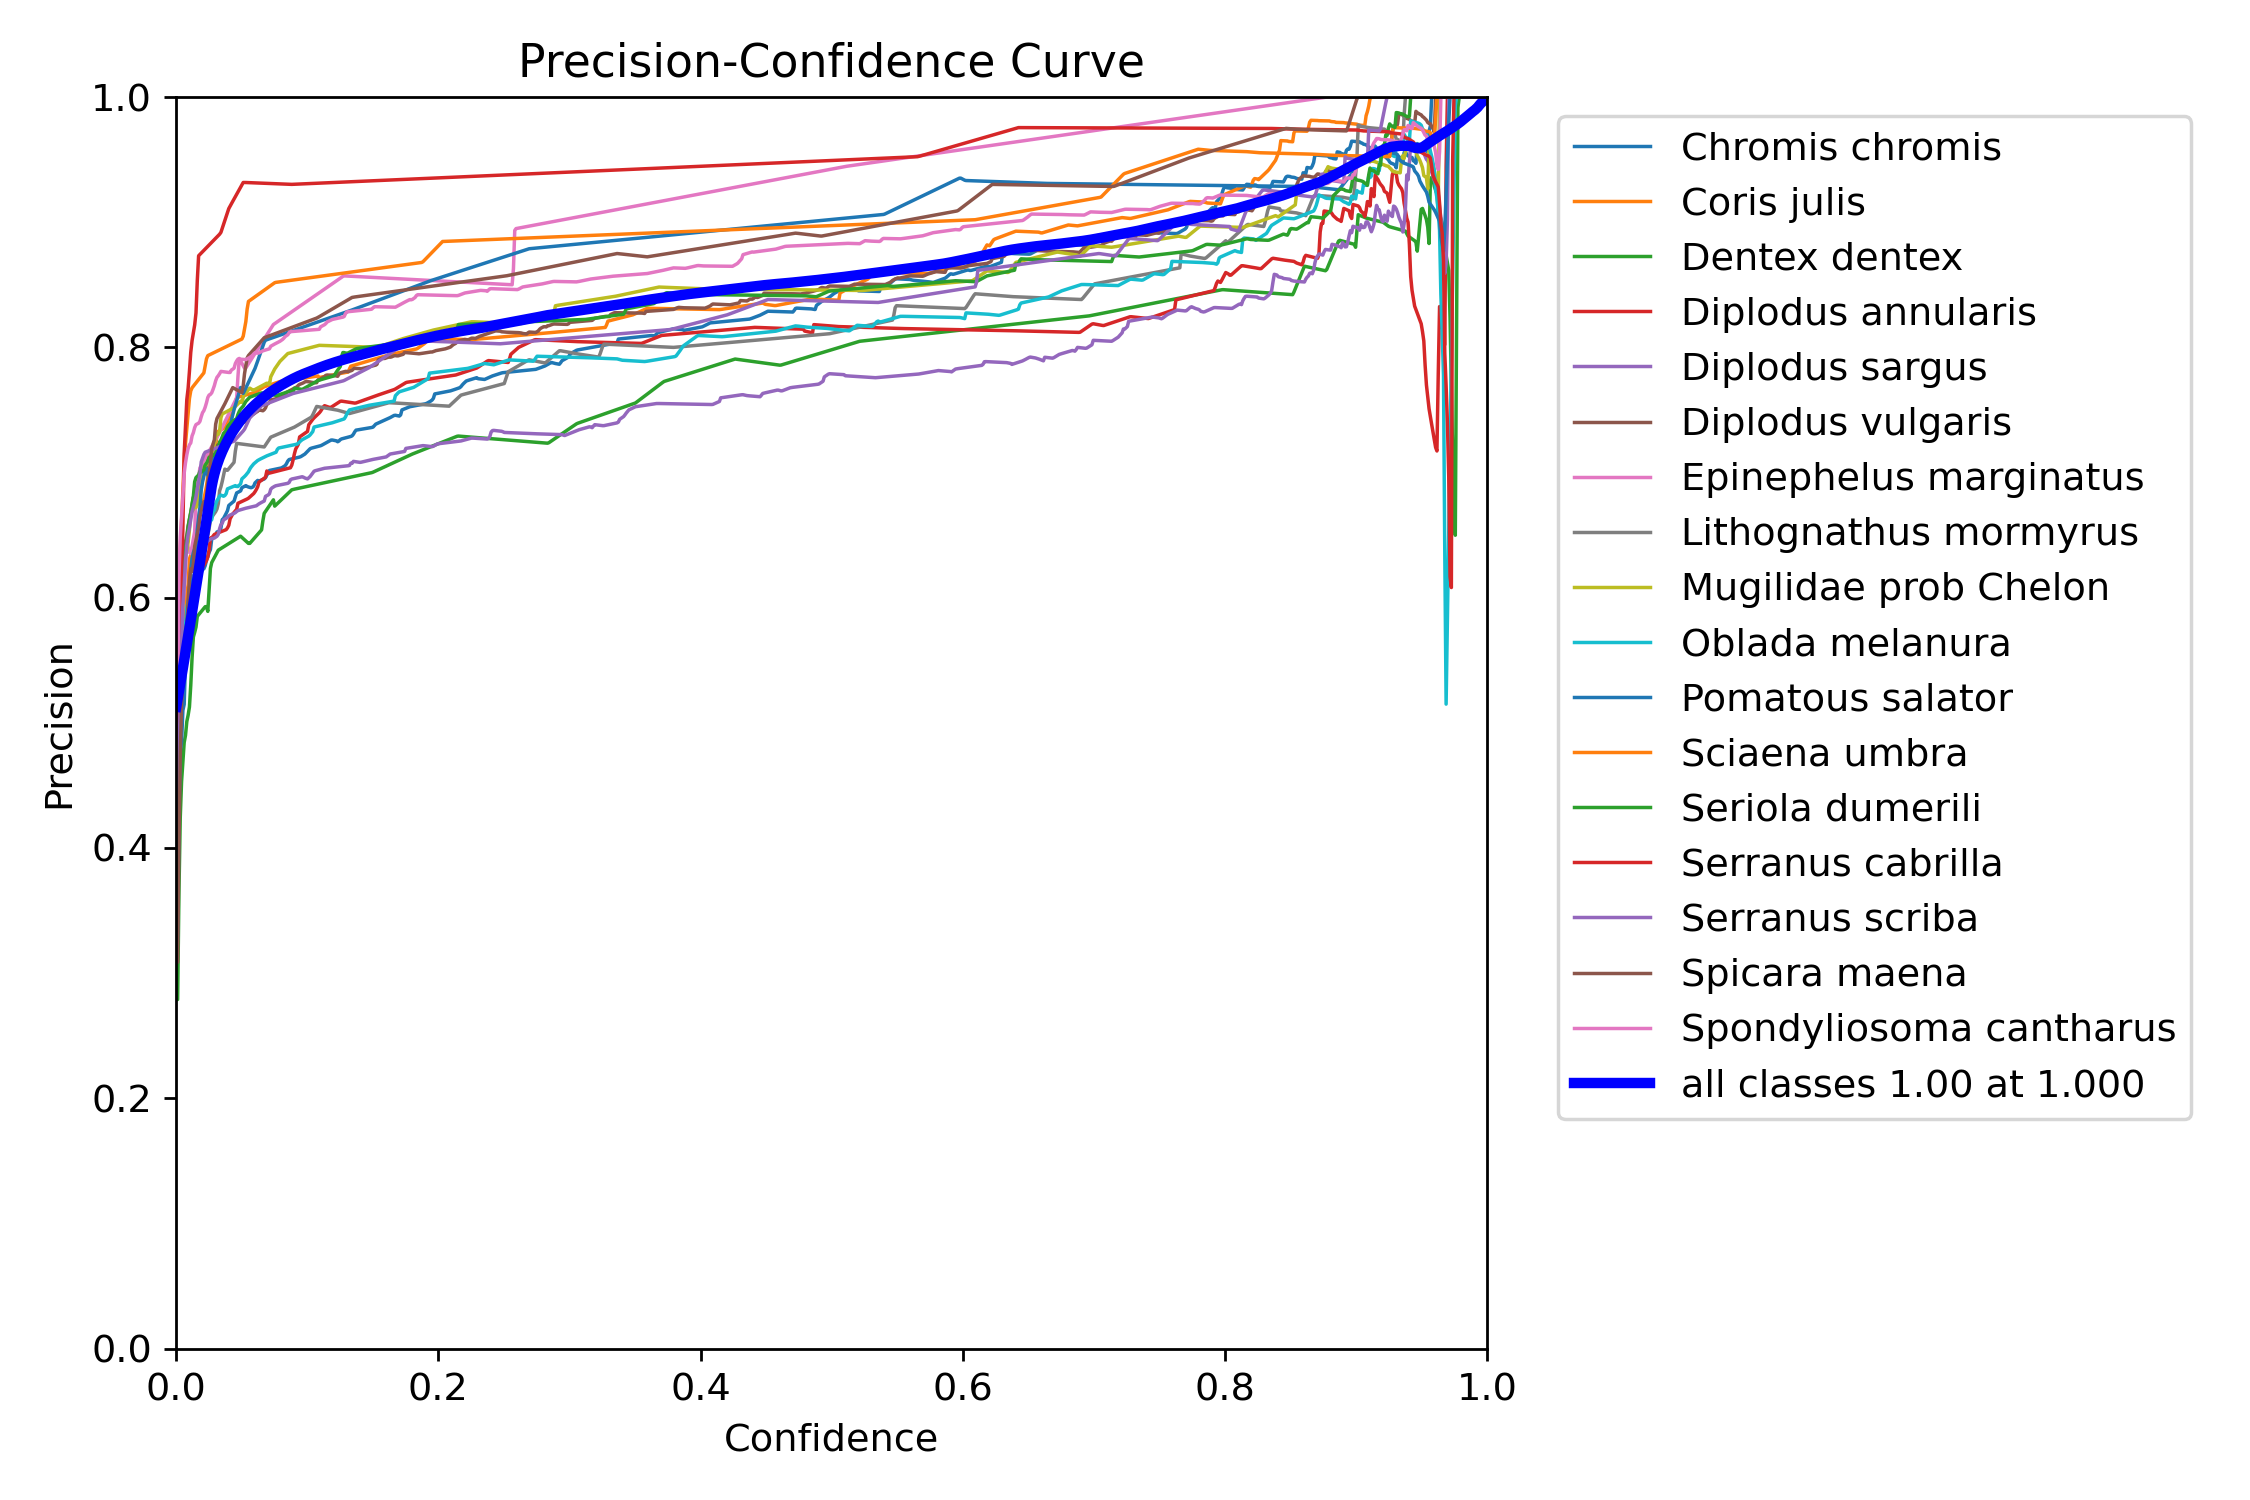 Precision-Confidence Curve
1.0
0.8
0.6
0.4
0.2
0.0
Precision
0.0 0.2 0.4 0.6 0.8 1.0
Confidence
Chromis chromis
Coris julis
Dentex dentex
Diplodus annularis
Diplodus sargus
Diplodus vulgaris
Epinephelus marginatus
Lithognathus mormyrus
Mugilidae prob Chelon
Oblada melanura
Pomatous salator
Sciaena umbra
Seriola dumerili
Serranus cabrilla
Serranus scriba
Spicara maena
Spondyliosoma cantharus
all classes 1.00 at 1.000